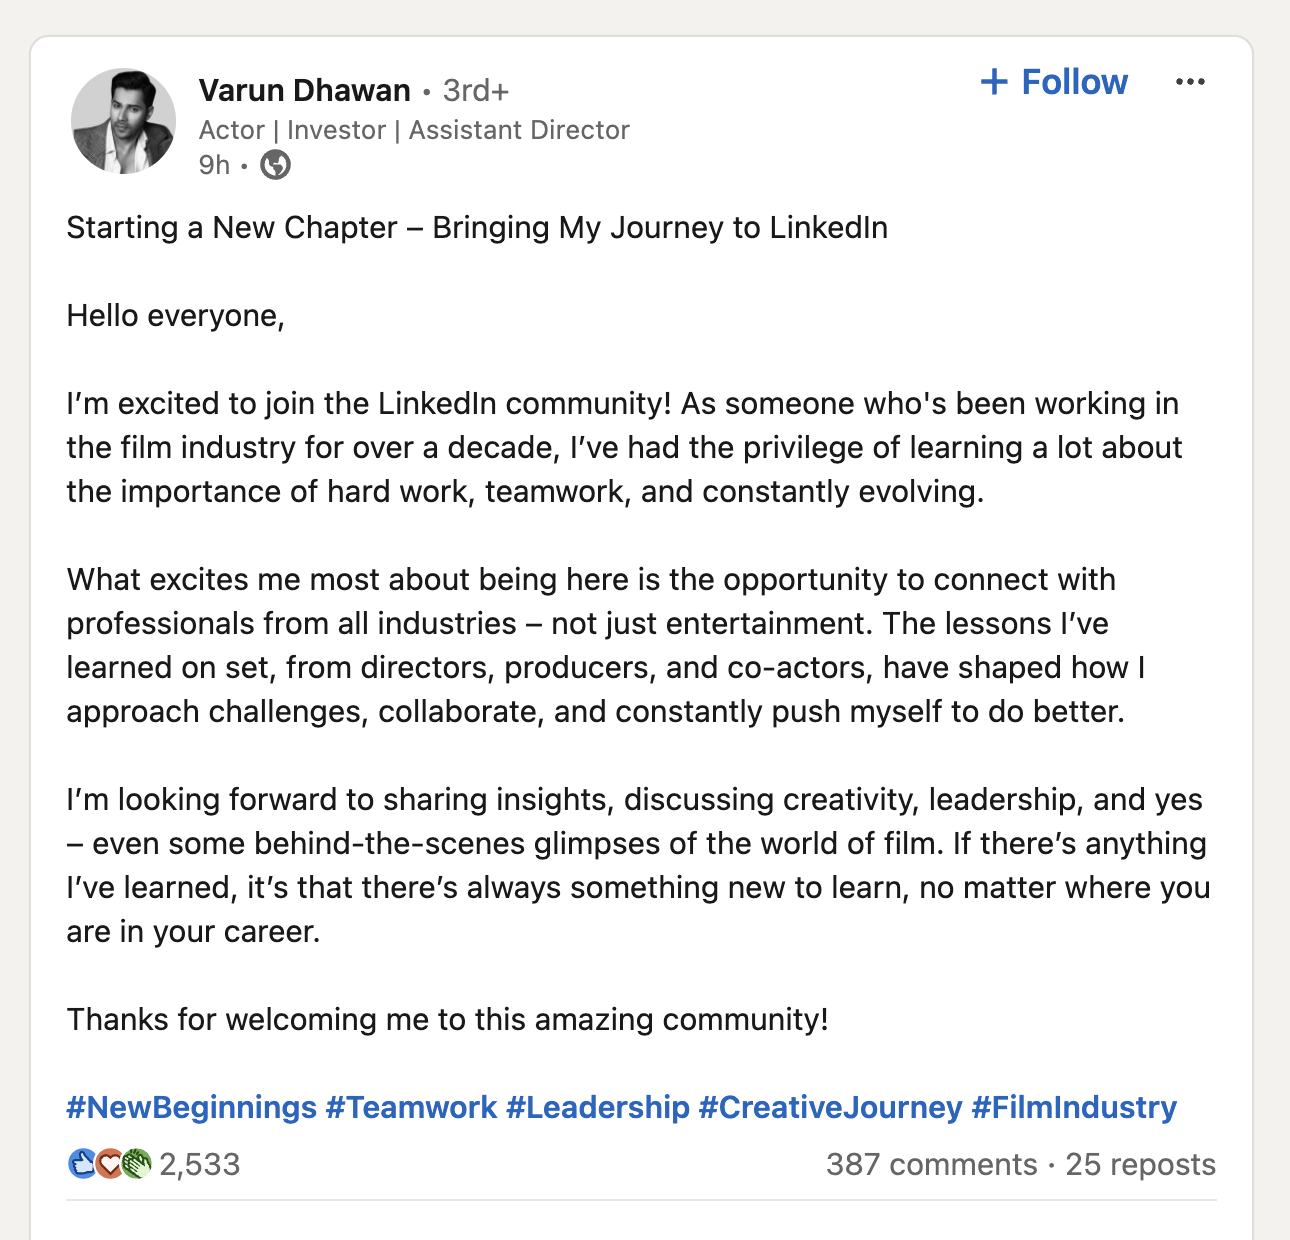 Varun Dhawan • 3rd+
+ Follow
Actor | Investor | Assistant Director
9h •
Starting a New Chapter – Bringing My Journey to LinkedIn
Hello everyone,
I’m excited to join the LinkedIn community! As someone who's been working in
the film industry for over a decade, I’ve had the privilege of learning a lot about
the importance of hard work, teamwork, and constantly evolving.
What excites me most about being here is the opportunity to connect with
professionals from all industries – not just entertainment. The lessons I’ve
learned on set, from directors, producers, and co-actors, have shaped how I
approach challenges, collaborate, and constantly push myself to do better.
I’m looking forward to sharing insights, discussing creativity, leadership, and yes
– even some behind-the-scenes glimpses of the world of film. If there’s anything
I’ve learned, it’s that there’s always something new to learn, no matter where you
are in your career.
Thanks for welcoming me to this amazing community!
#NewBeginnings #Teamwork #Leadership #CreativeJourney #FilmIndustry
2,533
387 comments · 25 reposts